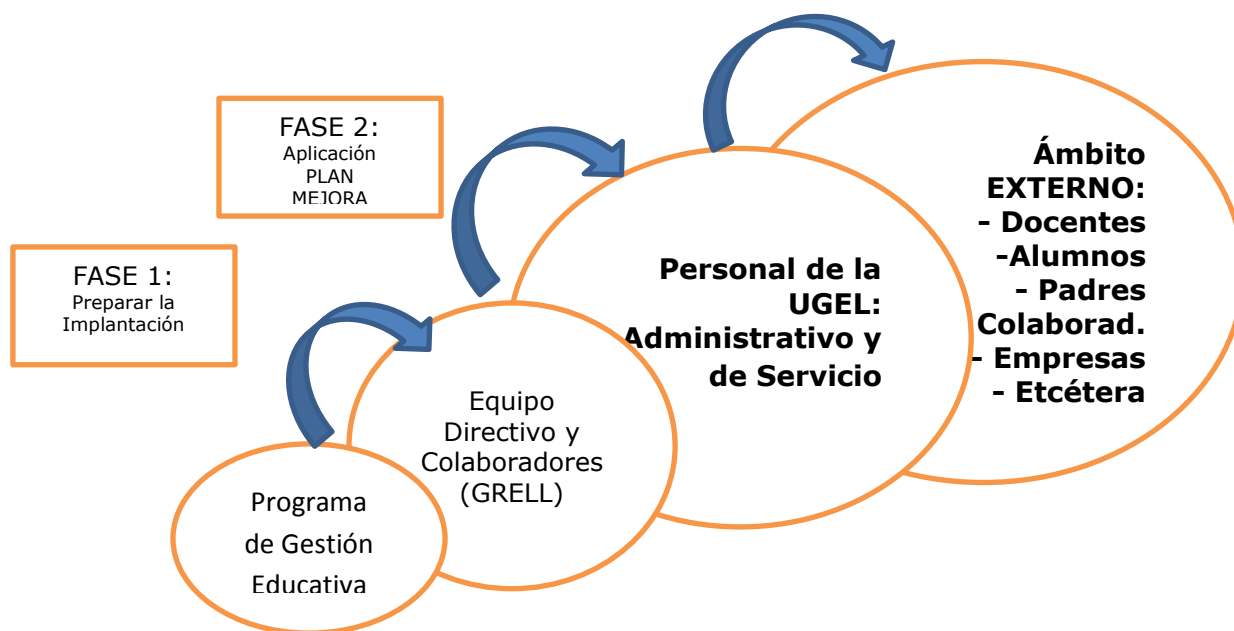 FASE 2:
Aplicación
PLAN
MEJORA
FASE 1:
Preparar la
Implantación
Programa
de Gestión
Educativa
Equipo
Directivo y
Colaboradores
(GRELL)
Personal de la
UGEL:
Administrativo y
de Servicio
Ámbito
EXTERNO:
- Docentes
-Alumnos
- Padres
Colaborad.
- Empresas
- Etcétera